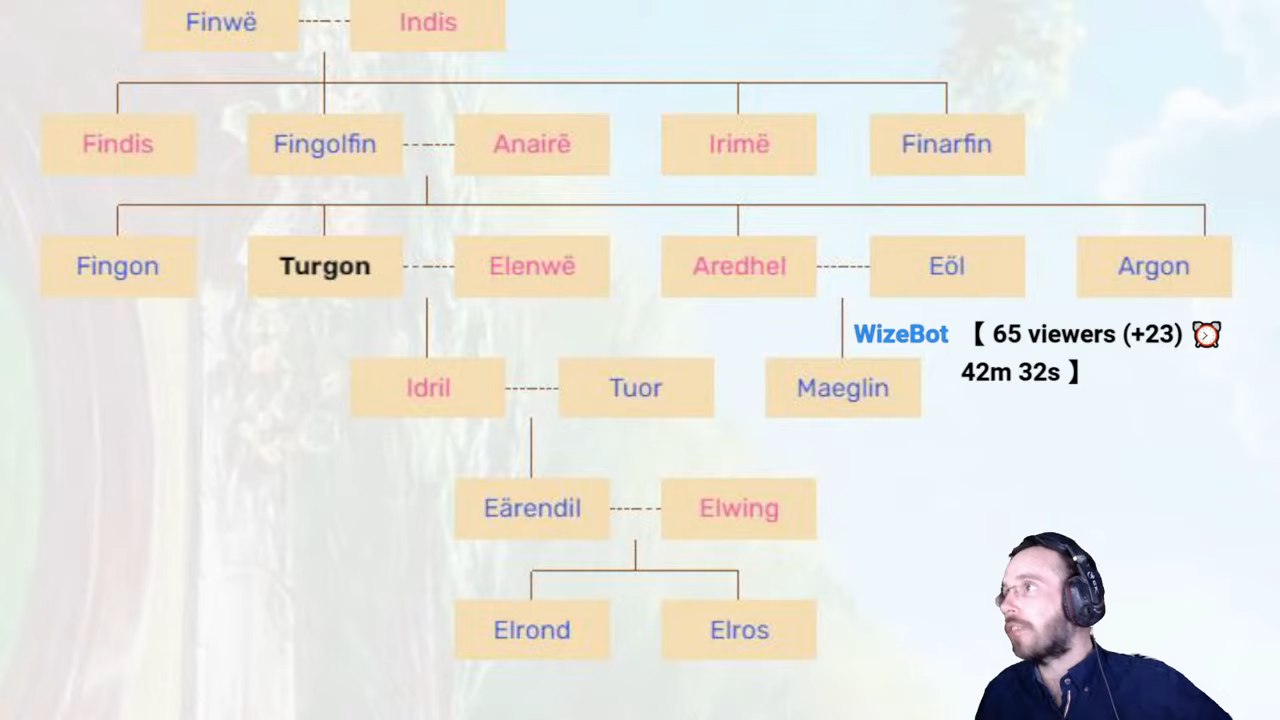 Finwë Indis
Findis Fingolfin Anairë Irimë Finarfin
Fingon Turgon Elenwë Aredhel Eöl Argon
WizeBot 【 65 viewers (+23) ⏰
42m 32s 】
Idril Tuor Maeglin
Eärendil Elwing
Elrond Elros